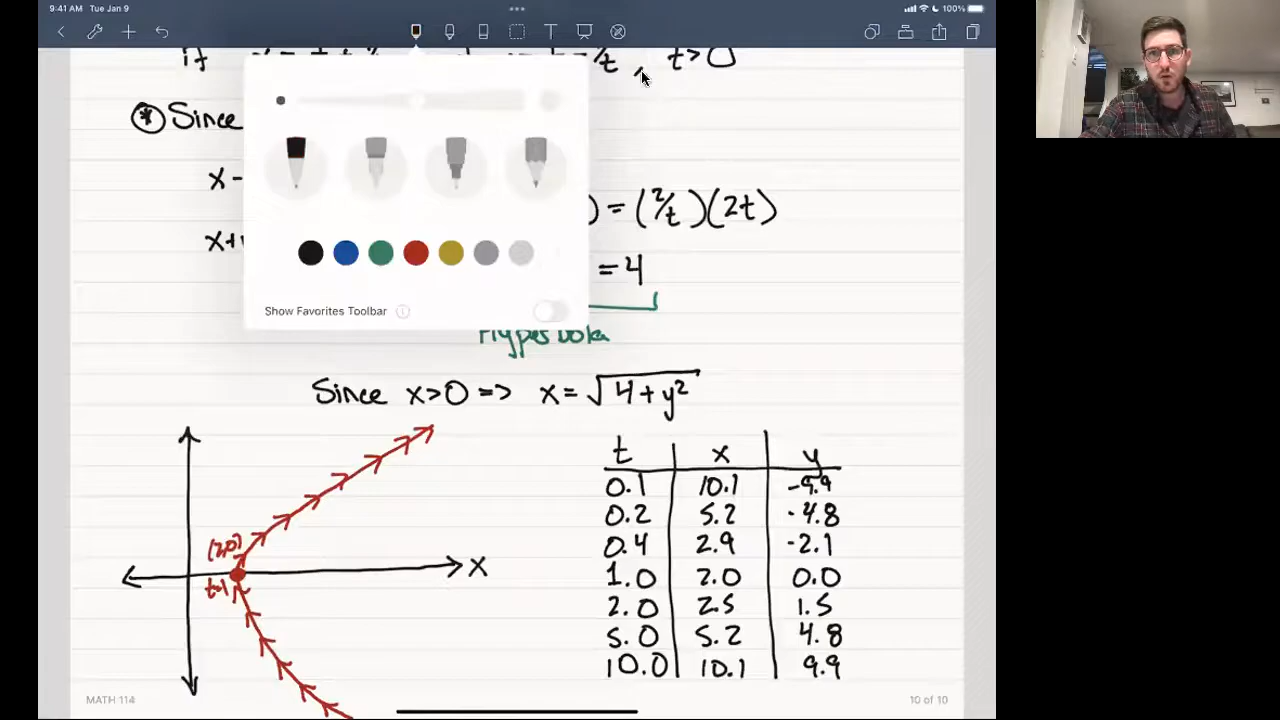 9:41 AM Tue Jan 9
100%
if t>0
⊛ Since
x-
) = (2/t)(2t)
x+
= 4
Show Favorites Toolbar
Hyperbola
Since x>0 => x = √4+y²
t x y
0.1 10.1 -9.9
0.2 5.2 -4.8
0.4 2.9 -2.1
1.0 2.0 0.0
2.0 2.5 1.5
5.0 5.2 4.8
10.0 10.1 9.9
(2,0)
t=1
X
MATH 114
10 of 10